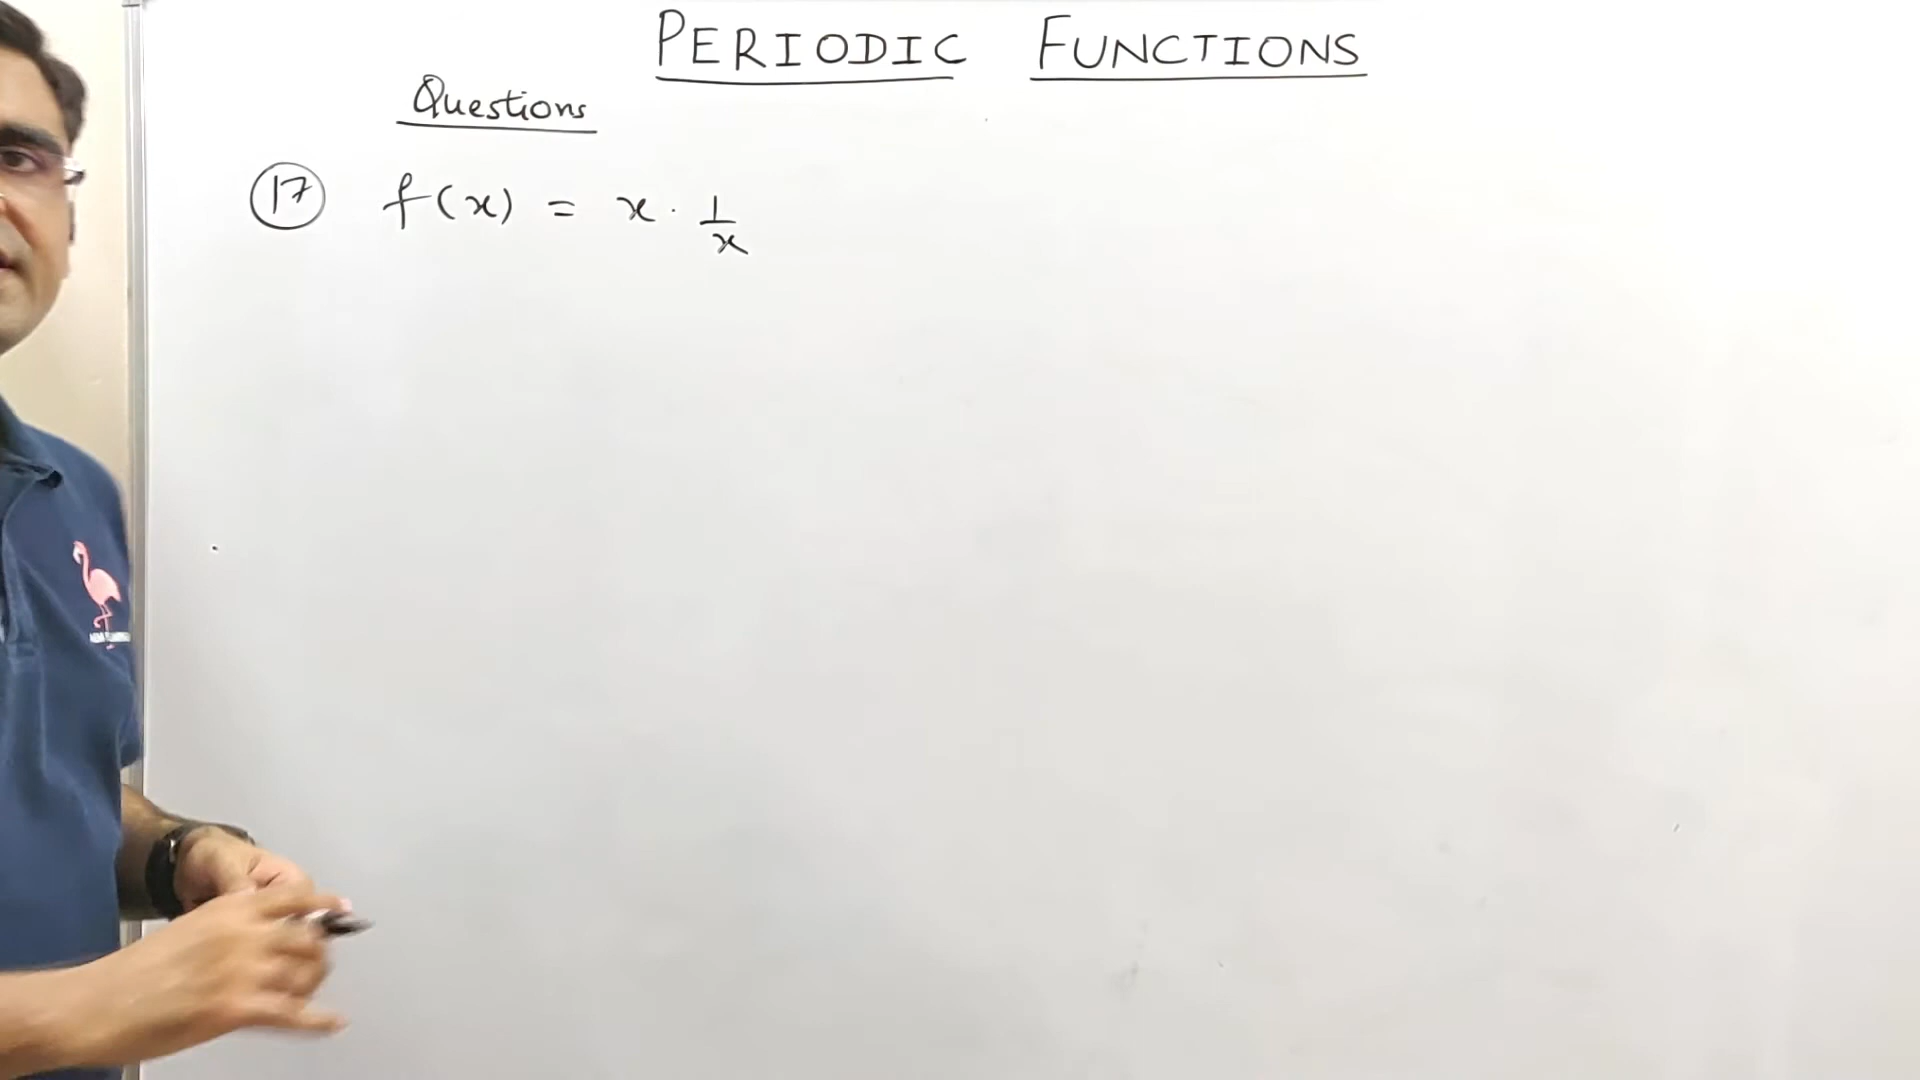 PERIODIC FUNCTIONS
Questions
17 f(x) = x · 1/x